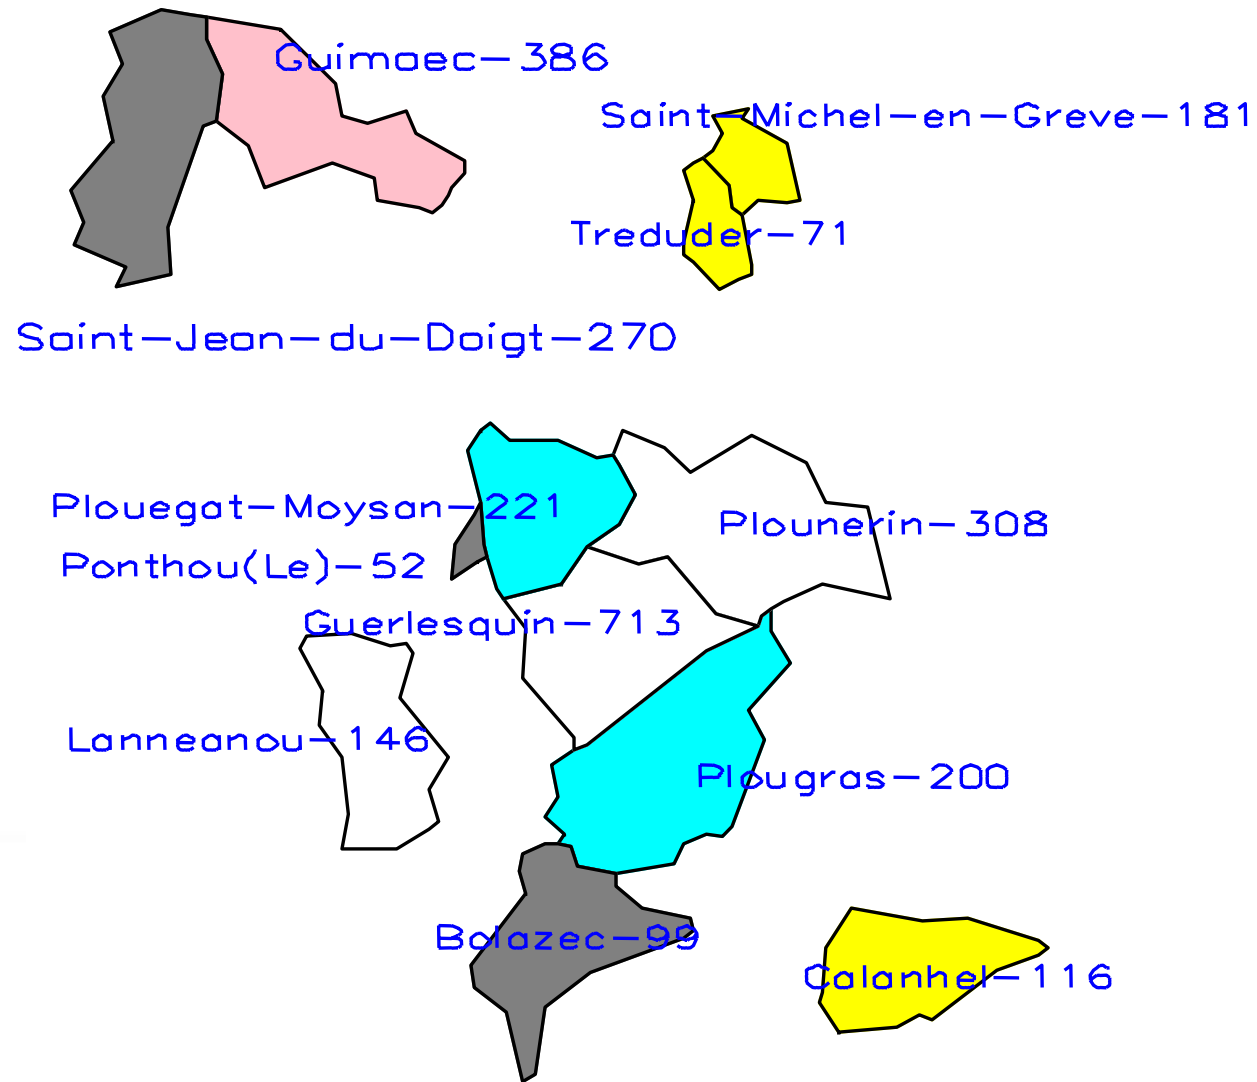 Guimaec-386
Saint-Michel-en-Greve-181
Treduder-71
Saint-Jean-du-Doigt-270
Plouegat-Moysan-221
Plounerin-308
Ponthou(Le)-52
Guerlesquin-713
Lanneanou-146
Plougras-200
Bolazec-99
Calanhel-116